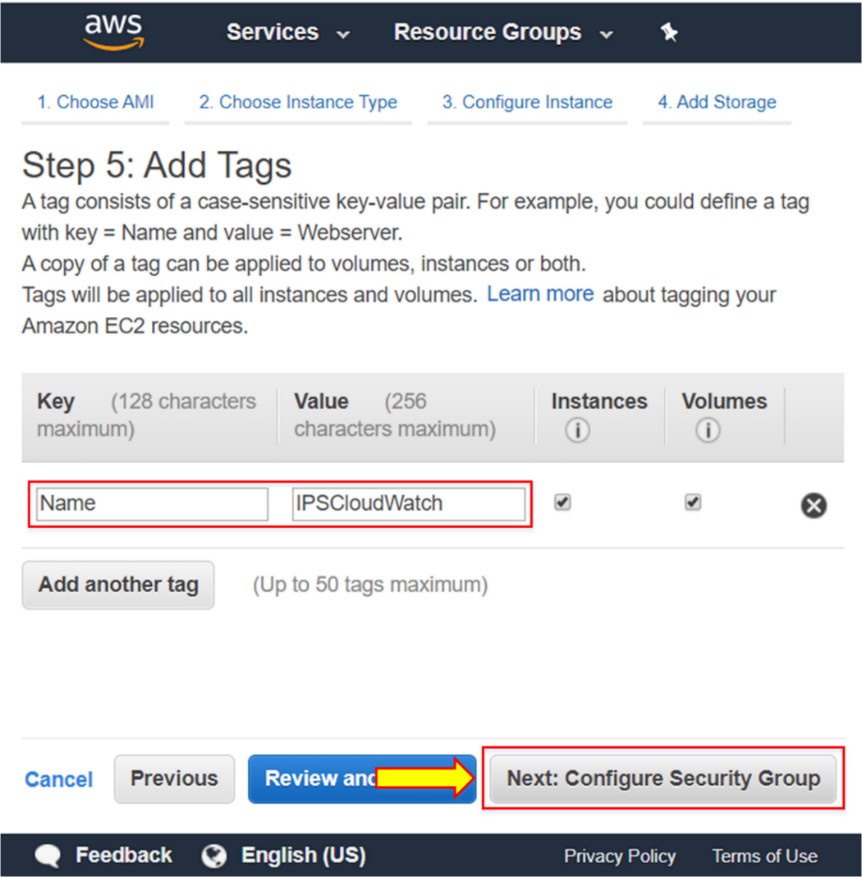 aws Services Resource Groups
1. Choose AMI 2. Choose Instance Type 3. Configure Instance 4. Add Storage
Step 5: Add Tags
A tag consists of a case-sensitive key-value pair. For example, you could define a tag
with key = Name and value = Webserver.
A copy of a tag can be applied to volumes, instances or both.
Tags will be applied to all instances and volumes. Learn more about tagging your
Amazon EC2 resources.
Key (128 characters maximum) Value (256 characters maximum) Instances i Volumes i
Name IPSCloudWatch
Add another tag (Up to 50 tags maximum)
Cancel Previous Review and Next: Configure Security Group
Feedback English (US) Privacy Policy Terms of Use